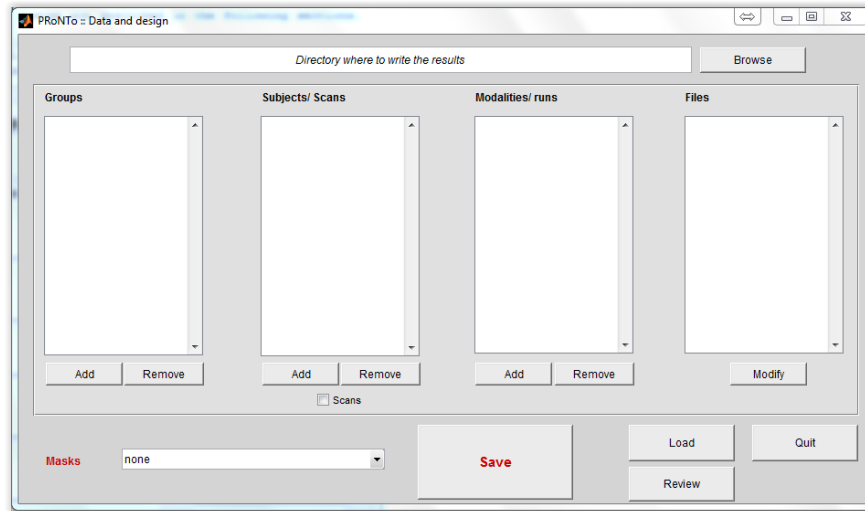 PRoNTo :: Data and design
Directory where to write the results
Browse
Groups
Subjects/ Scans
Modalities/ runs
Files
Add
Remove
Add
Remove
Add
Remove
Modify
Scans
Masks
none
Save
Load
Quit
Review